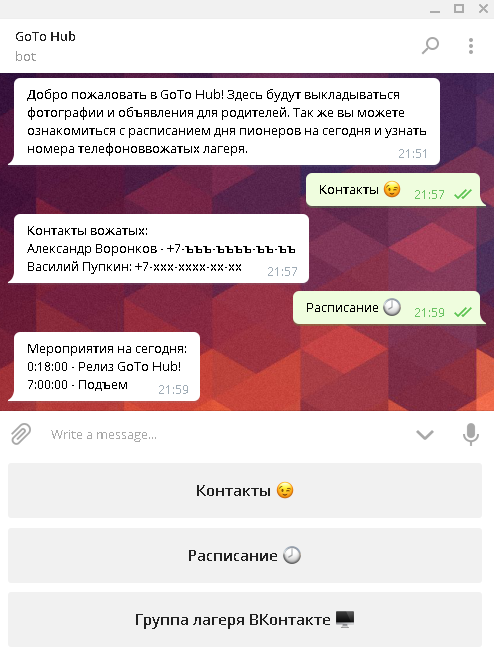 GoTo Hub
bot
Добро пожаловать в GoTo Hub! Здесь будут выкладываться
фотографии и объявления для родителей. Так же вы можете
ознакомиться с расписанием дня пионеров на сегодня и узнать
номера телефоноввожатых лагеря.
21:51
Контакты 😉
21:57
Контакты вожатых:
Александр Воронков - +7-ъъъ-ъъъъ-ъъ-ъъ
Василий Пупкин: +7-xxx-xxxx-xx-xx
21:57
Расписание 🕗
21:59
Мероприятия на сегодня:
0:18:00 - Релиз GoTo Hub!
7:00:00 - Подъем
21:59
Write a message...
Контакты 😉
Расписание 🕗
Группа лагеря ВКонтакте 🖥